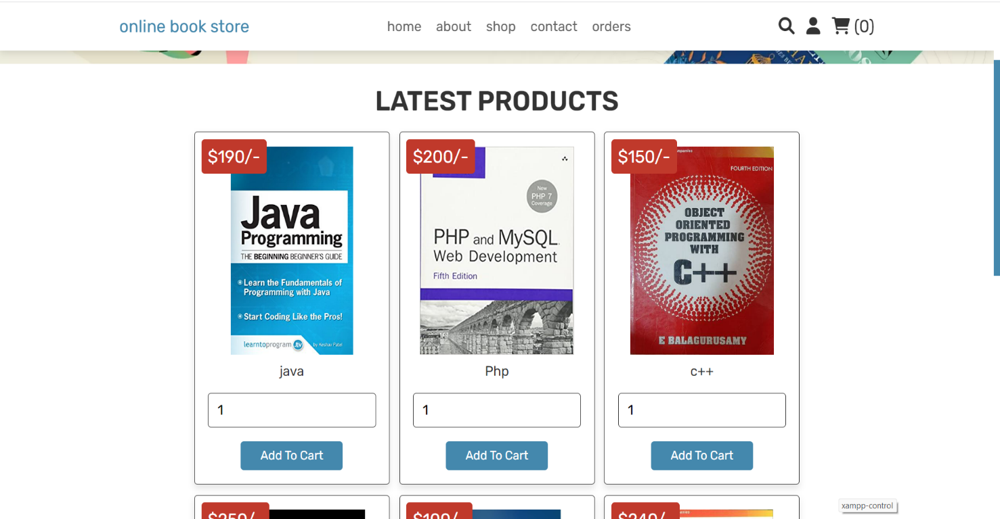 online book store
home about shop contact orders
(0)
LATEST PRODUCTS
$190/-
Java
Programming
THE BEGINNING BEGINNER'S GUIDE
Learn the Fundamentals of
Programming with Java
Start Coding Like the Pros!
learntoprogram.tv
by Keshav Patel
java
1
Add To Cart
$200/-
New
PHP 7
Coverage
PHP and MySQL
Web Development
Fifth Edition
Php
1
Add To Cart
$150/-
FOURTH EDITION
OBJECT
ORIENTED
PROGRAMMING
WITH
C++
E BALAGURUSAMY
c++
1
Add To Cart
$250/-
$100/-
$240/-
xampp-control